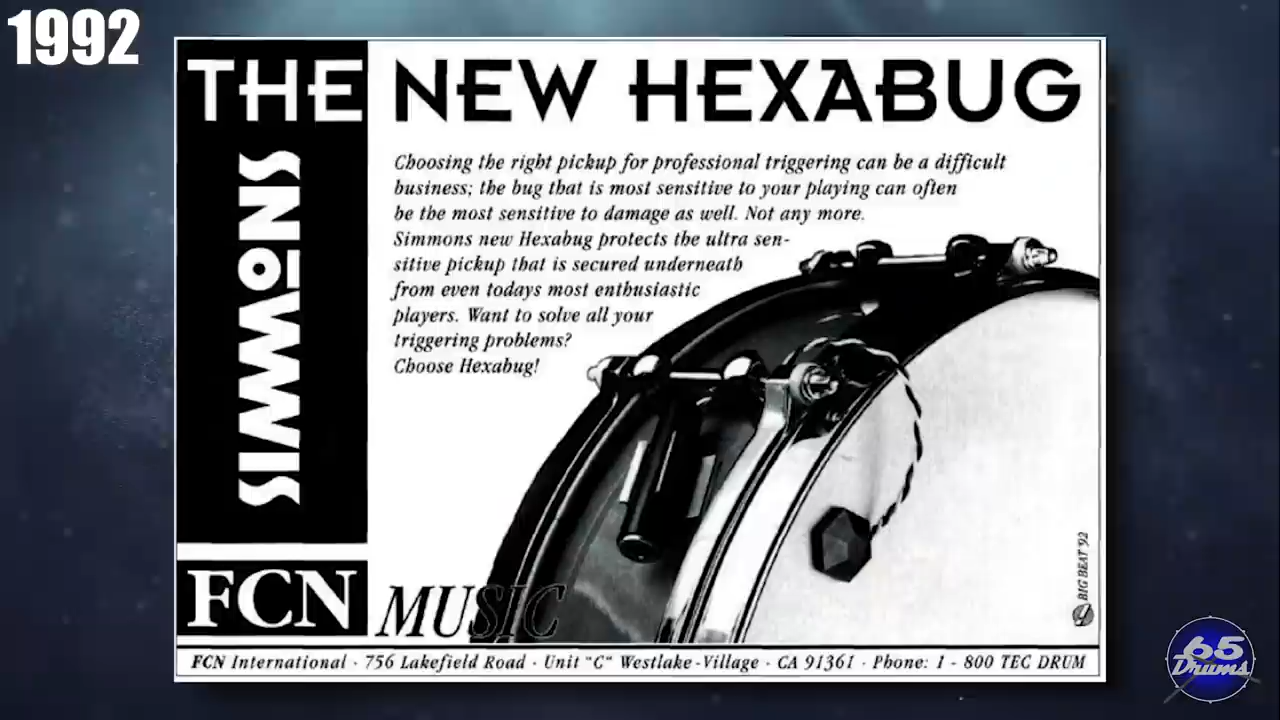 1992
THE NEW HEXABUG
SIMMONS
Choosing the right pickup for professional triggering can be a difficult
business; the bug that is most sensitive to your playing can often
be the most sensitive to damage as well. Not any more.
Simmons new Hexabug protects the ultra sen-
sitive pickup that is secured underneath
from even todays most enthusiastic
players. Want to solve all your
triggering problems?
Choose Hexabug!
BIG BEAT '92
FCN MUSIC
FCN International · 756 Lakefield Road · Unit "C" Westlake-Village · CA 91361 · Phone: 1 - 800 TEC DRUM
65
Drums